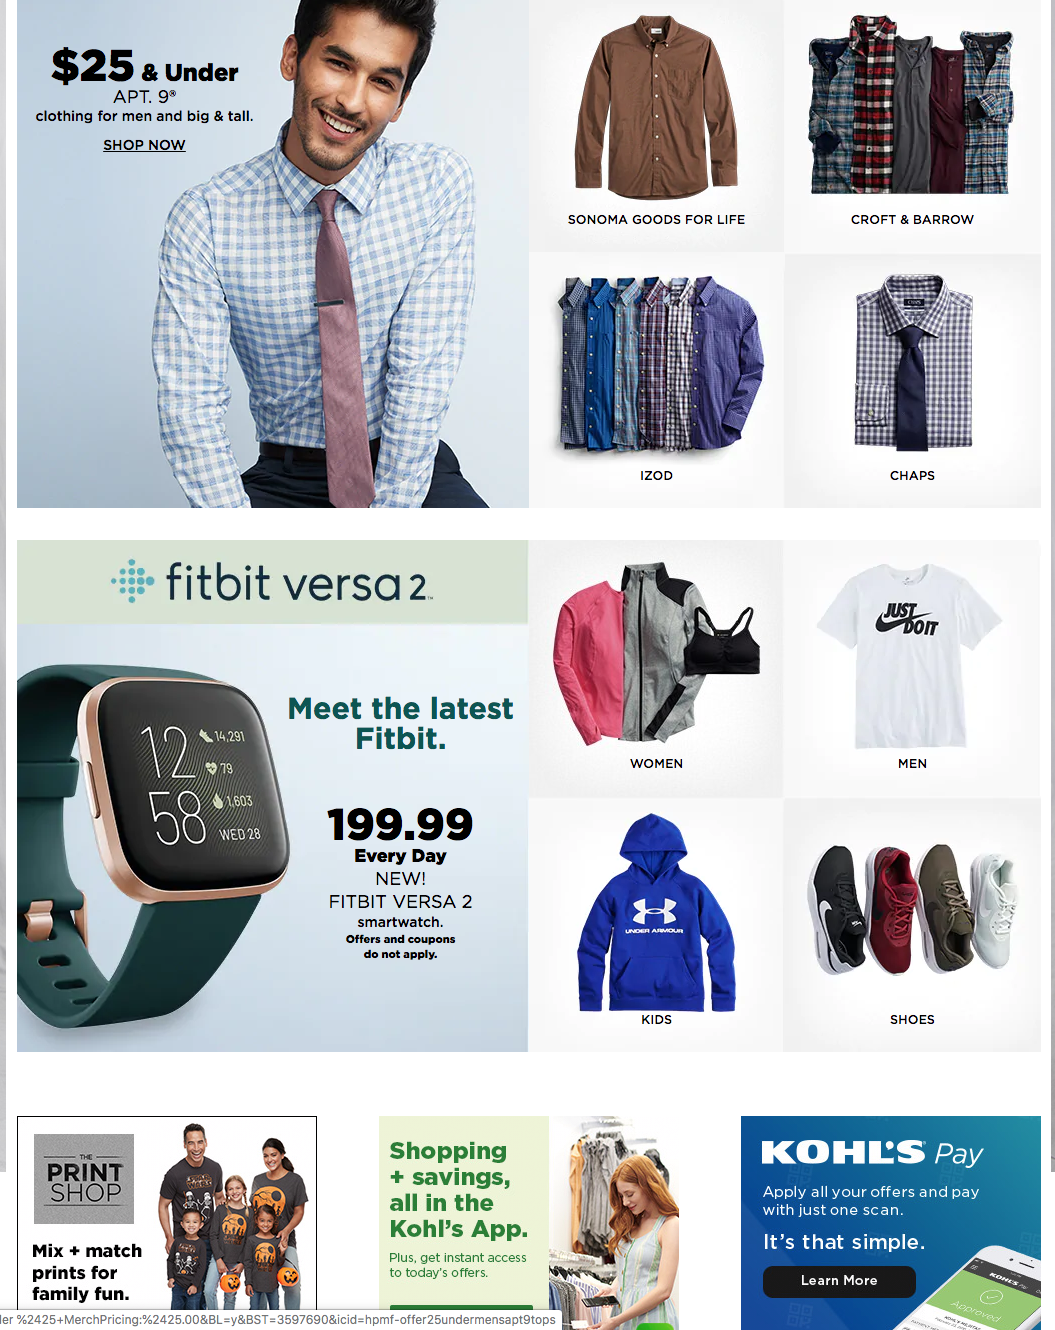 $25 & Under
APT. 9®
clothing for men and big & tall.
SHOP NOW
SONOMA GOODS FOR LIFE
CROFT & BARROW
IZOD
CHAPS
CHAPS
fitbit versa 2™
Meet the latest
Fitbit.
199.99
Every Day
NEW!
FITBIT VERSA 2
smartwatch.
Offers and coupons
do not apply.
12
58
14,291
79
1,603
WED 28
WOMEN
JUST
DO IT
MEN
UNDER ARMOUR
KIDS
SHOES
THE
PRINT
SHOP
Mix + match
prints for
family fun.
Shopping
+ savings,
all in the
Kohl's App.
Plus, get instant access
to today's offers.
KOHL'S Pay
Apply all your offers and pay
with just one scan.
It's that simple.
Learn More
KOHL'S Pay
Approved
der %2425+MerchPricing:%2425.00&BL=y&BST=3597690&icid=hpmf-offer25undermensapt9tops